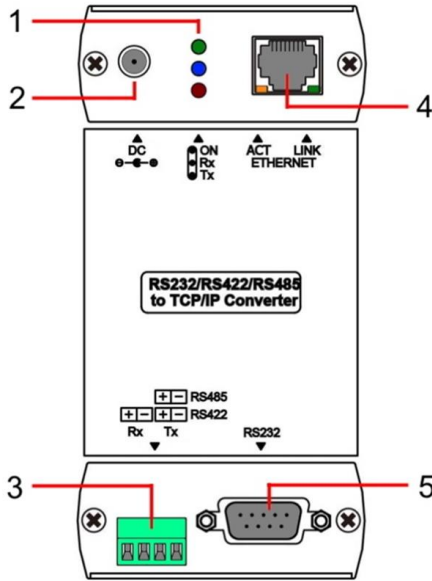 1
2
4
DC
ON
Rx
Tx
ACT LINK
ETHERNET
RS232/RS422/RS485
to TCP/IP Converter
+ - RS485
+ - + - RS422
Rx Tx
RS232
3
5